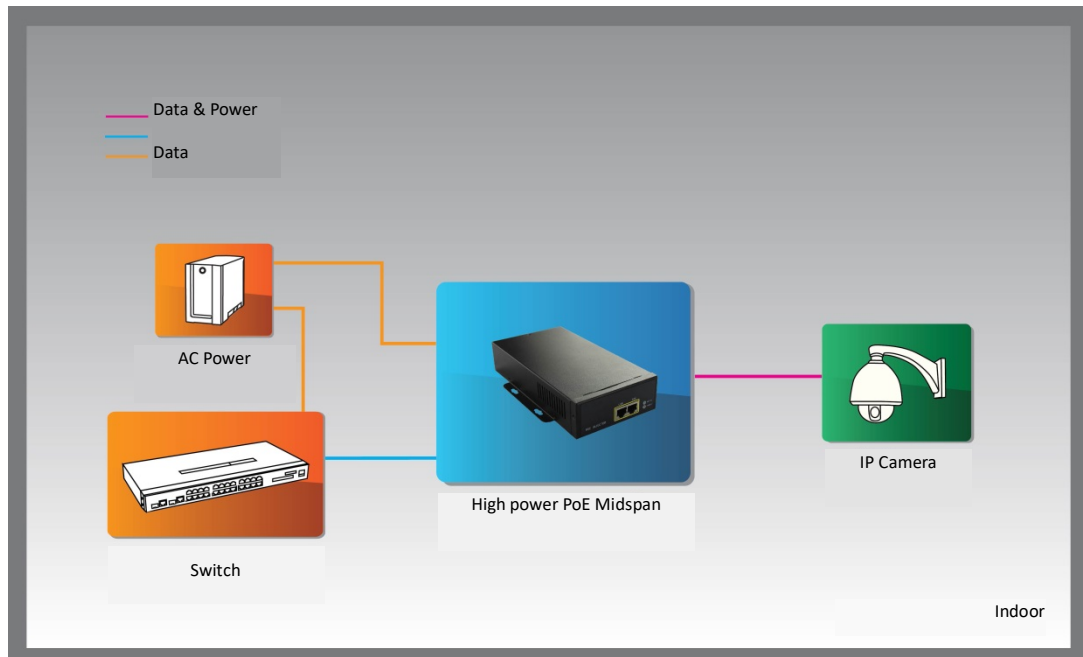 Data & Power
Data
AC Power
High power PoE Midspan
IP Camera
Switch
Indoor